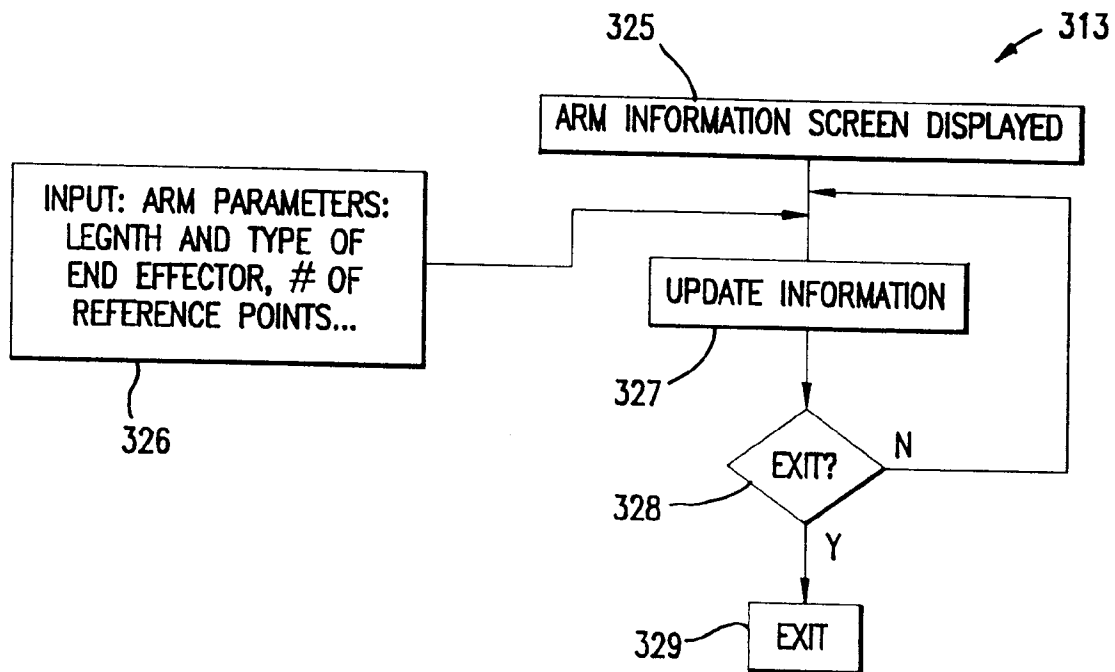 325
313
ARM INFORMATION SCREEN DISPLAYED
INPUT: ARM PARAMETERS:
LEGNTH AND TYPE OF
END EFFECTOR, # OF
REFERENCE POINTS...
326
UPDATE INFORMATION
327
EXIT?
N
328
Y
EXIT
329